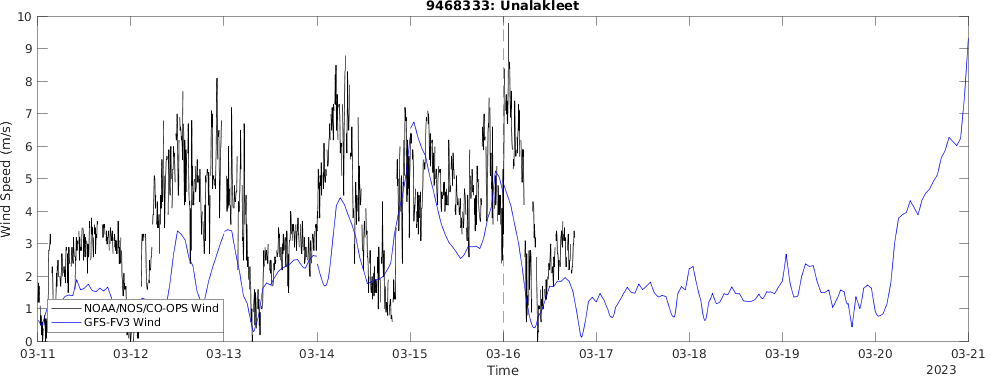 9468333: Unalakleet
10
9
8
7
6
5
4
3
2
1
0
Wind Speed (m/s)
NOAA/NOS/CO-OPS Wind
GFS-FV3 Wind
03-11 03-12 03-13 03-14 03-15 03-16 03-17 03-18 03-19 03-20 03-21
Time
2023